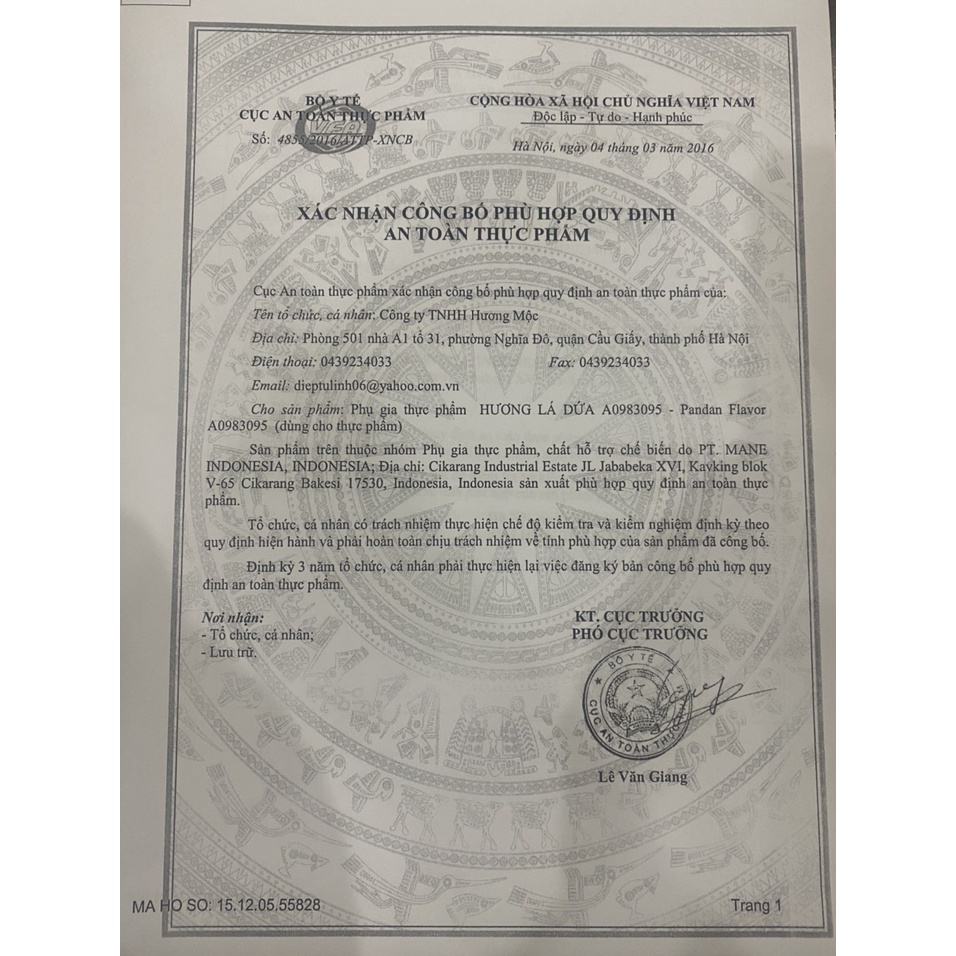 BỘ Y TẾ
CỤC AN TOÀN THỰC PHẨM
Số: 4855/2016/ATTP-XNCB
CỘNG HÒA XÃ HỘI CHỦ NGHĨA VIỆT NAM
Độc lập - Tự do - Hạnh phúc
Hà Nội, ngày 04 tháng 03 năm 2016
VFA
XÁC NHẬN CÔNG BỐ PHÙ HỢP QUY ĐỊNH
AN TOÀN THỰC PHẨM
Cục An toàn thực phẩm xác nhận công bố phù hợp quy định an toàn thực phẩm của:
Tên tổ chức, cá nhân: Công ty TNHH Hương Mộc
Địa chỉ: Phòng 501 nhà A1 tổ 31, phường Nghĩa Đô, quận Cầu Giấy, thành phố Hà Nội
Điện thoại: 0439234033 Fax: 0439234033
Email: dieptulinh06@yahoo.com.vn
Cho sản phẩm: Phụ gia thực phẩm HƯƠNG LÁ DỨA A0983095 - Pandan Flavor
A0983095 (dùng cho thực phẩm)
Sản phẩm trên thuộc nhóm Phụ gia thực phẩm, chất hỗ trợ chế biến do PT. MANE
INDONESIA, INDONESIA; Địa chỉ: Cikarang Industrial Estate JL Jababeka XVI, Kavking blok
V-65 Cikarang Bakesi 17530, Indonesia, Indonesia sản xuất phù hợp quy định an toàn thực
phẩm.
Tổ chức, cá nhân có trách nhiệm thực hiện chế độ kiểm tra và kiểm nghiệm định kỳ theo
quy định hiện hành và phải hoàn toàn chịu trách nhiệm về tính phù hợp của sản phẩm đã công bố.
Định kỳ 3 năm tổ chức, cá nhân phải thực hiện lại việc đăng ký bản công bố phù hợp quy
định an toàn thực phẩm.
Nơi nhận:
- Tổ chức, cá nhân;
- Lưu trữ.
KT. CỤC TRƯỞNG
PHÓ CỤC TRƯỞNG
BỘ Y TẾ
CỤC AN TOÀN THỰC
Lê Văn Giang
MA HO SO: 15.12.05.55828
Trang 1